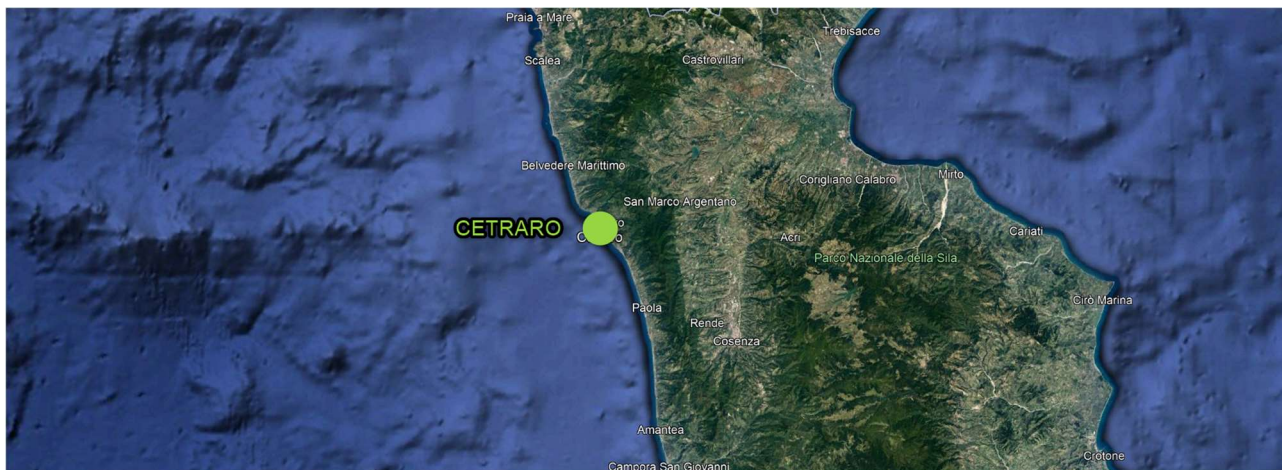 Praia a Mare
Trebisacce
Scalea
Castrovillari
Belvedere Marittimo
Corigliano Calabro
Mirto
San Marco Argentano
CETRARO
Cariati
Acri
Parco Nazionale della Sila
Cirò Marina
Paola
Rende
Cosenza
Amantea
Crotone
Campora San Giovanni